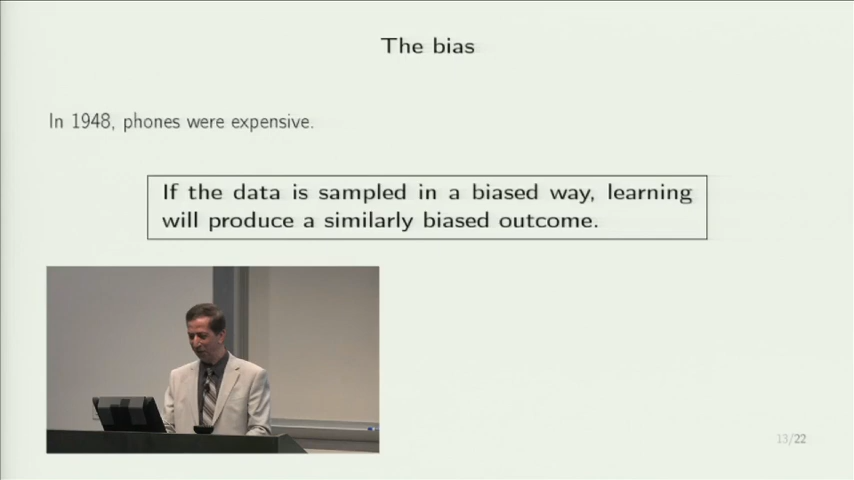 The bias
In 1948, phones were expensive.
If the data is sampled in a biased way, learning
will produce a similarly biased outcome.
13/22